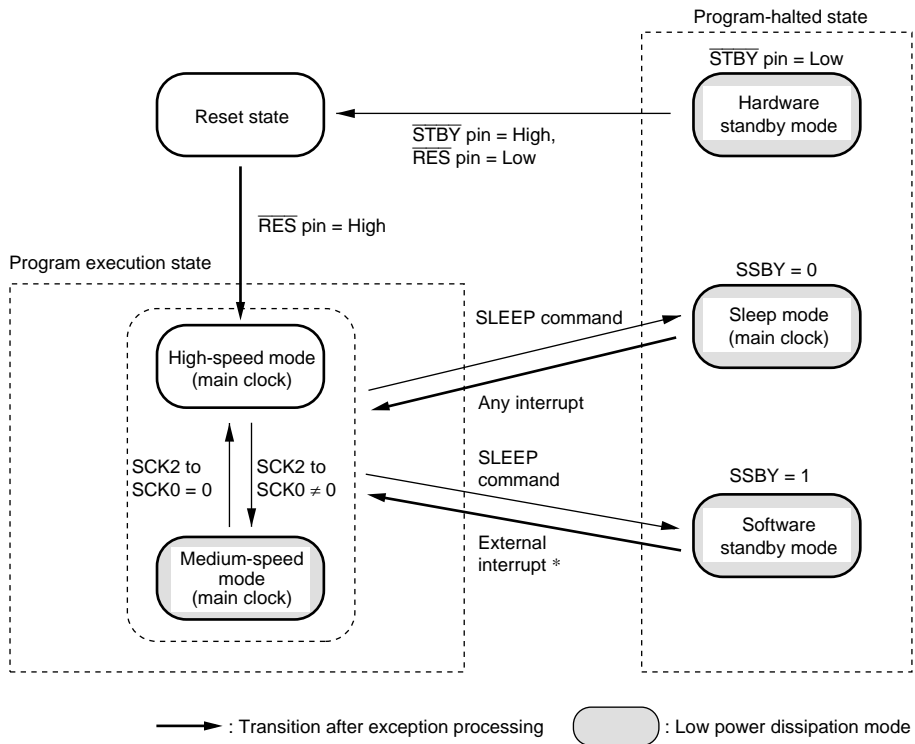 Program-halted state
STBY pin = Low
Hardware
standby mode
Reset state
STBY pin = High,
RES pin = Low
RES pin = High
Program execution state
SSBY = 0
Sleep mode
(main clock)
SLEEP command
Any interrupt
High-speed mode
(main clock)
SCK2 to
SCK0 = 0
SCK2 to
SCK0 ≠ 0
SLEEP
command
External
interrupt *
SSBY = 1
Software
standby mode
Medium-speed
mode
(main clock)
: Transition after exception processing
: Low power dissipation mode